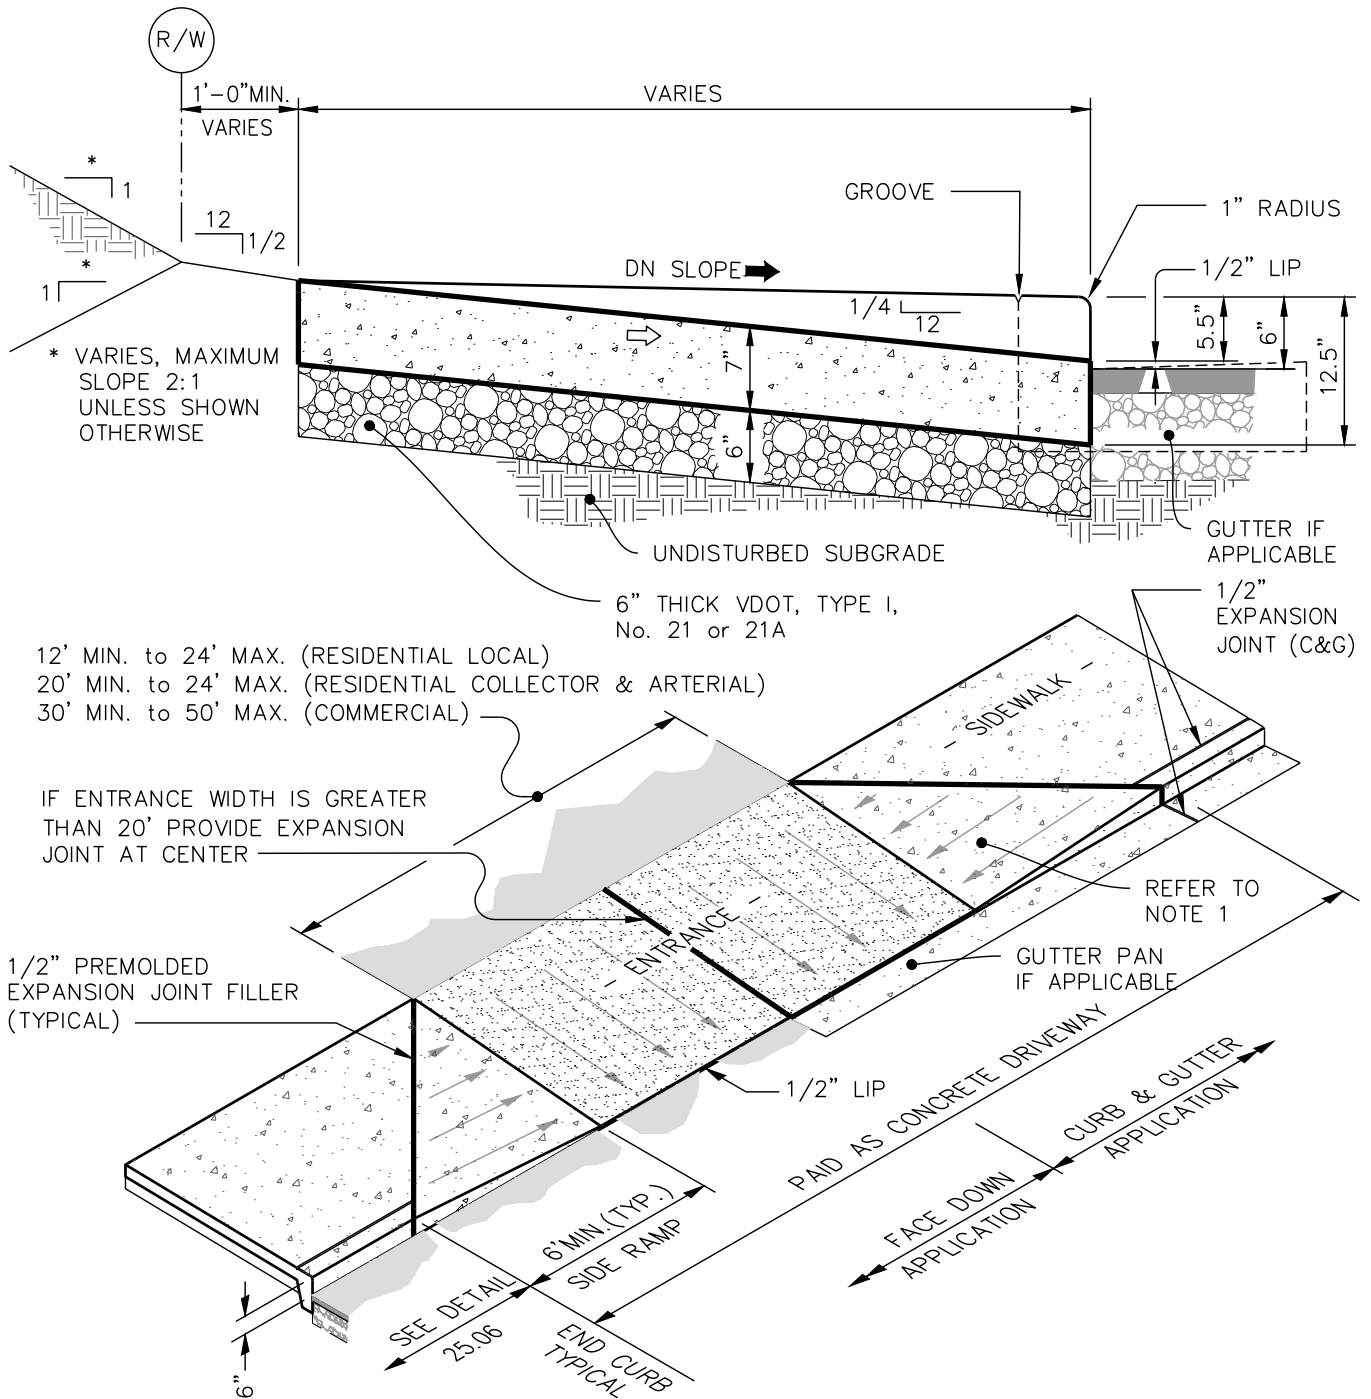 R/W
1'-0"MIN.
VARIES
VARIES
*
1
12
1/2
*
1
GROOVE
1" RADIUS
DN SLOPE
1/2" LIP
1/4
12
5.5"
6"
12.5"
7"
6"
* VARIES, MAXIMUM
SLOPE 2:1
UNLESS SHOWN
OTHERWISE
UNDISTURBED SUBGRADE
GUTTER IF
APPLICABLE
6" THICK VDOT, TYPE I,
No. 21 or 21A
1/2"
EXPANSION
JOINT (C&G)
12' MIN. to 24' MAX. (RESIDENTIAL LOCAL)
20' MIN. to 24' MAX. (RESIDENTIAL COLLECTOR & ARTERIAL)
30' MIN. to 50' MAX. (COMMERCIAL)
- SIDEWALK -
IF ENTRANCE WIDTH IS GREATER
THAN 20' PROVIDE EXPANSION
JOINT AT CENTER
REFER TO
NOTE 1
- ENTRANCE -
GUTTER PAN
IF APPLICABLE
1/2" PREMOLDED
EXPANSION JOINT FILLER
(TYPICAL)
1/2" LIP
PAID AS CONCRETE DRIVEWAY
CURB & GUTTER
APPLICATION
FACE DOWN
APPLICATION
6'MIN.(TYP.)
SIDE RAMP
SEE DETAIL
25.06
END CURB
TYPICAL
6"